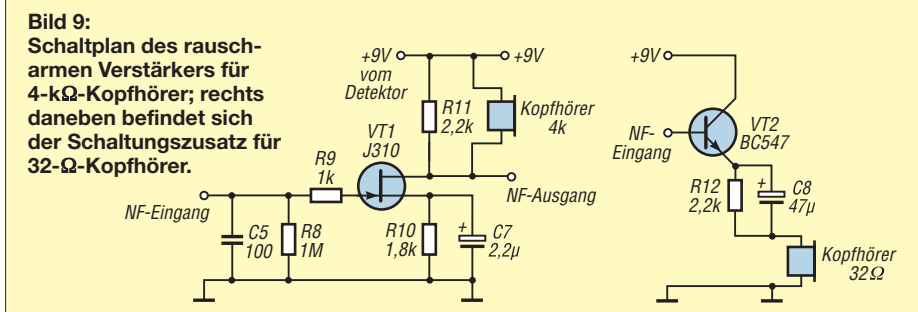 Bild 9:
Schaltplan des rausch-
armen Verstärkers für
4-kΩ-Kopfhörer; rechts
daneben befindet sich
der Schaltungszusatz für
32-Ω-Kopfhörer.
+9V
vom
Detektor
+9V
R11
2,2k
Kopfhörer
4k
VT1
J310
R9
1k
NF-Eingang
NF-Ausgang
C5
100
R8
1M
R10
1,8k
+
C7
2,2µ
+9V
NF-
Eingang
VT2
BC547
R12
2,2k
+
C8
47µ
Kopfhörer
32Ω